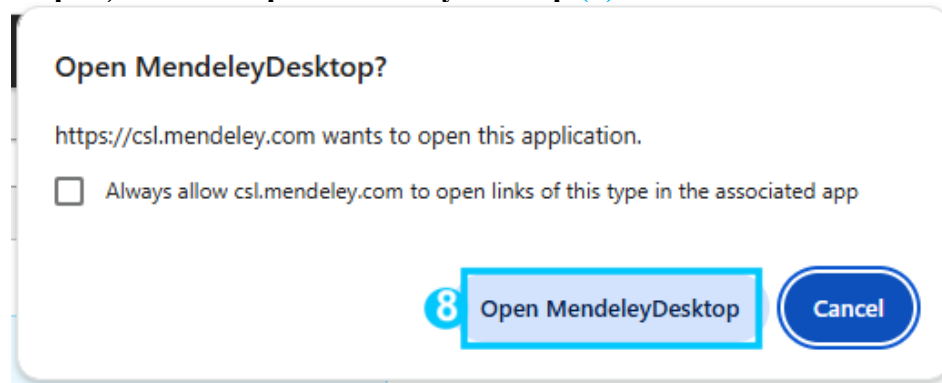 Open MendeleyDesktop?
https://csl.mendeley.com wants to open this application.
Always allow csl.mendeley.com to open links of this type in the associated app
8 Open MendeleyDesktop Cancel